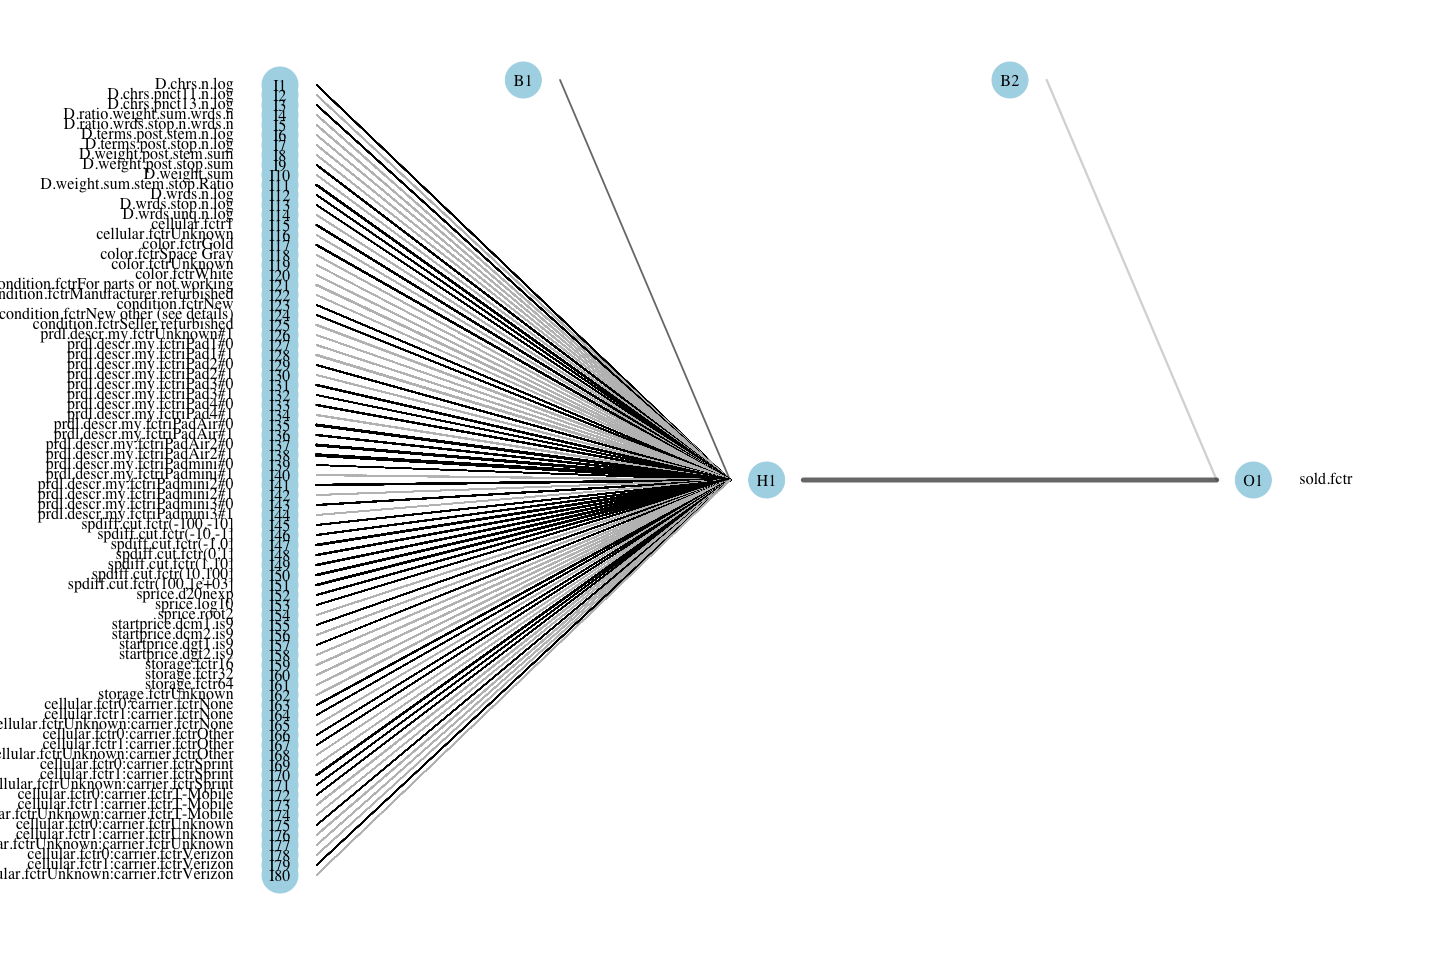 B1
B2
D.chrs.n.log I1
D.chrs.pnct11.n.log I2
D.chrs.pnct13.n.log I3
D.ratio.weight.sum.wrds.n I4
D.ratio.wrds.stop.n.wrds.n I5
D.terms.post.stem.n.log I6
D.terms.post.stop.n.log I7
D.weight.post.stem.sum I8
D.weight.post.stop.sum I9
D.weight.sum I10
D.weight.sum.stem.stop.Ratio I11
D.wrds.n.log I12
D.wrds.stop.n.log I13
D.wrds.unq.n.log I14
cellular.fctr1 I15
cellular.fctrUnknown I16
color.fctrGold I17
color.fctrSpace Gray I18
color.fctrUnknown I19
color.fctrWhite I20
ondition.fctrFor parts or not working I21
ndition.fctrManufacturer refurbished I22
condition.fctrNew I23
condition.fctrNew other (see details) I24
condition.fctrSeller refurbished I25
prdl.descr.my.fctrUnknown#1 I26
prdl.descr.my.fctriPad1#0 I27
prdl.descr.my.fctriPad1#1 I28
prdl.descr.my.fctriPad2#0 I29
prdl.descr.my.fctriPad2#1 I30
prdl.descr.my.fctriPad3#0 I31
prdl.descr.my.fctriPad3#1 I32
prdl.descr.my.fctriPad4#0 I33
prdl.descr.my.fctriPad4#1 I34
prdl.descr.my.fctriPadAir#0 I35
prdl.descr.my.fctriPadAir#1 I36
prdl.descr.my.fctriPadAir2#0 I37
prdl.descr.my.fctriPadAir2#1 I38
prdl.descr.my.fctriPadmini#0 I39
prdl.descr.my.fctriPadmini#1 I40
prdl.descr.my.fctriPadmini2#0 I41
prdl.descr.my.fctriPadmini2#1 I42
prdl.descr.my.fctriPadmini3#0 I43
prdl.descr.my.fctriPadmini3#1 I44
spdiff.cut.fctr(-100,-10] I45
spdiff.cut.fctr(-10,-1] I46
spdiff.cut.fctr(-1,0] I47
spdiff.cut.fctr(0,1] I48
spdiff.cut.fctr(1,10] I49
spdiff.cut.fctr(10,100] I50
spdiff.cut.fctr(100,1e+03] I51
sprice.d20nexp I52
sprice.log10 I53
sprice.root2 I54
startprice.dcm1.is9 I55
startprice.dcm2.is9 I56
startprice.dgt1.is9 I57
startprice.dgt2.is9 I58
storage.fctr16 I59
storage.fctr32 I60
storage.fctr64 I61
storage.fctrUnknown I62
cellular.fctr0:carrier.fctrNone I63
cellular.fctr1:carrier.fctrNone I64
ellular.fctrUnknown:carrier.fctrNone I65
cellular.fctr0:carrier.fctrOther I66
cellular.fctr1:carrier.fctrOther I67
ellular.fctrUnknown:carrier.fctrOther I68
cellular.fctr0:carrier.fctrSprint I69
cellular.fctr1:carrier.fctrSprint I70
llular.fctrUnknown:carrier.fctrSprint I71
cellular.fctr0:carrier.fctrT-Mobile I72
cellular.fctr1:carrier.fctrT-Mobile I73
ar.fctrUnknown:carrier.fctrT-Mobile I74
cellular.fctr0:carrier.fctrUnknown I75
cellular.fctr1:carrier.fctrUnknown I76
ar.fctrUnknown:carrier.fctrUnknown I77
cellular.fctr0:carrier.fctrVerizon I78
cellular.fctr1:carrier.fctrVerizon I79
ular.fctrUnknown:carrier.fctrVerizon I80
H1
O1
sold.fctr